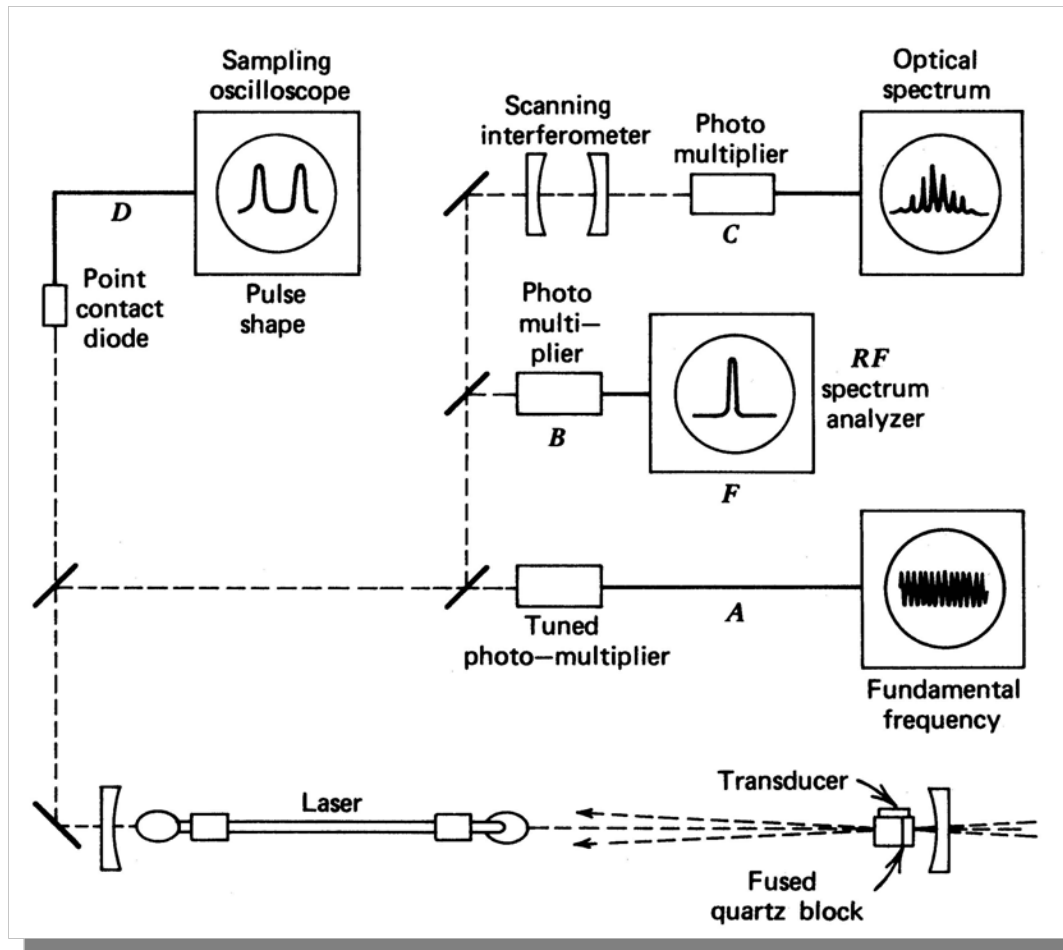 Sampling
oscilloscope
D
Point
contact
diode
Pulse
shape
Scanning
interferometer
Photo
multiplier
C
Optical
spectrum
Photo
multi—
plier
B
RF
spectrum
analyzer
F
Tuned
photo—multiplier
A
Fundamental
frequency
Laser
Transducer
Fused
quartz block